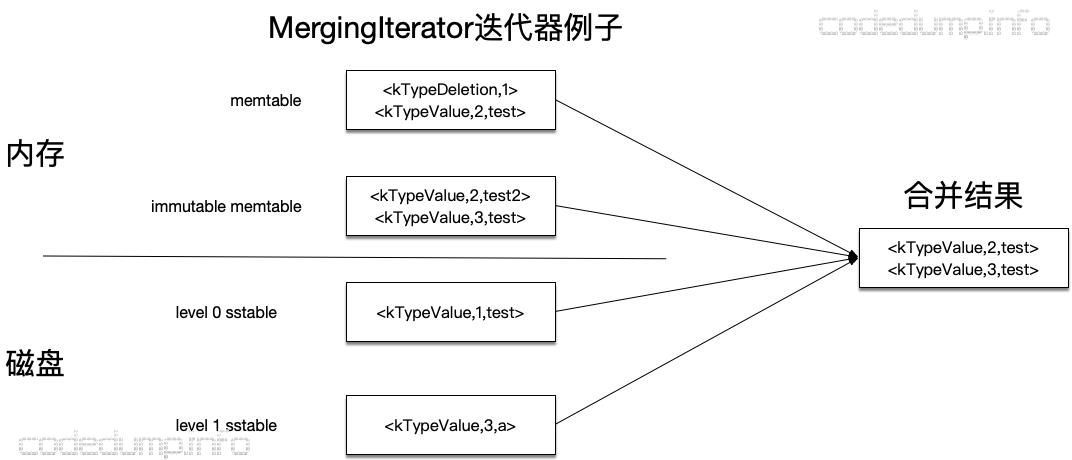 MergingIterator迭代器例子
codedump.info
memtable
<kTypeDeletion,1>
<kTypeValue,2,test>
内存
immutable memtable
<kTypeValue,2,test2>
<kTypeValue,3,test>
合并结果
<kTypeValue,2,test>
<kTypeValue,3,test>
level 0 sstable
<kTypeValue,1,test>
磁盘
level 1 sstable
<kTypeValue,3,a>
codedump.info